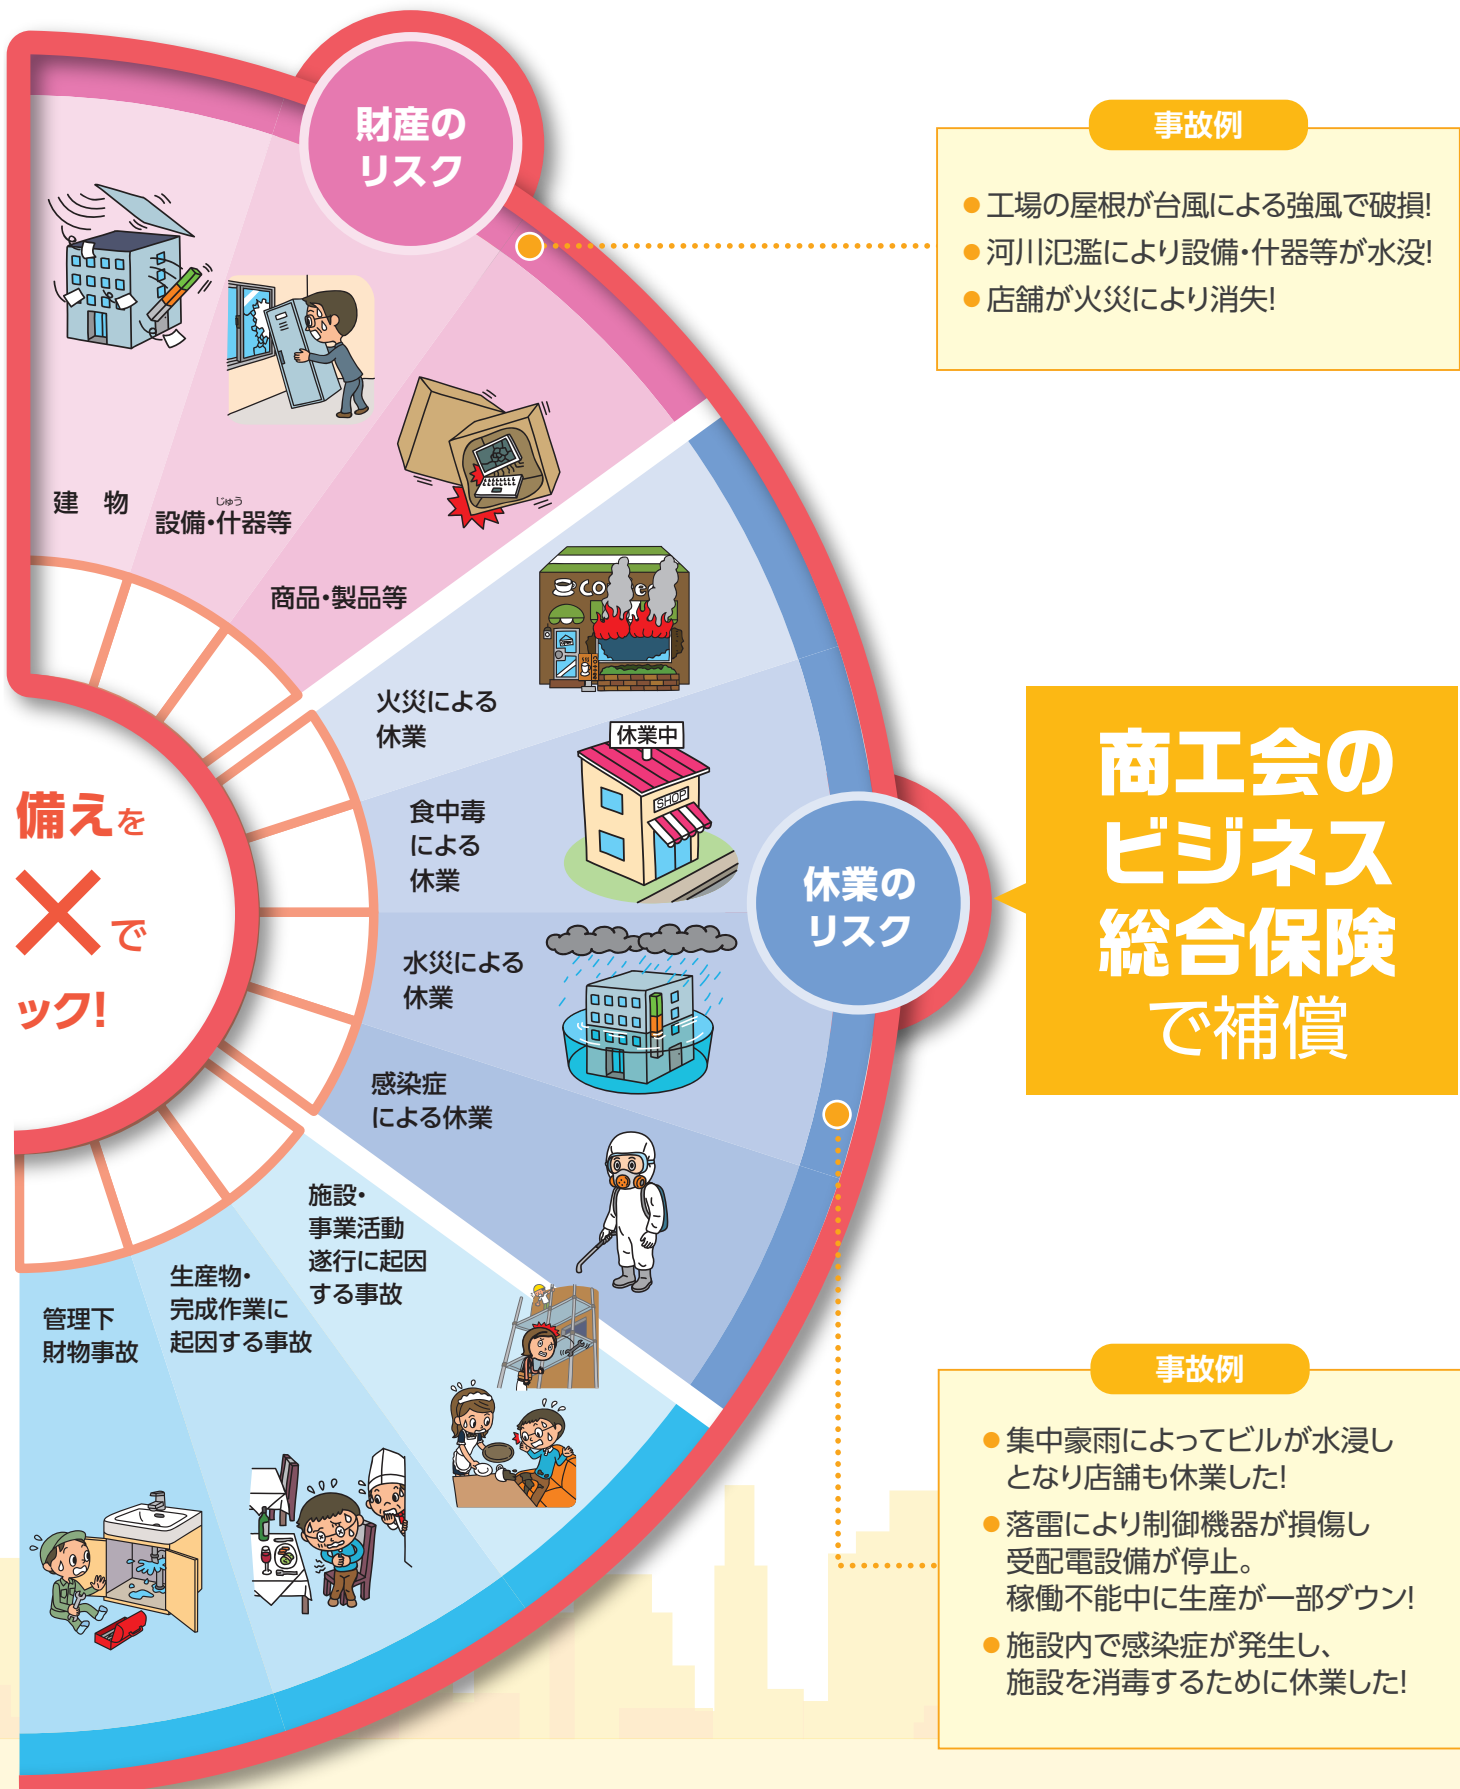 財産の
リスク
事故例
●工場の屋根が台風による強風で破損!
●河川氾濫により設備・什器等が水没!
●店舗が火災により消失!
建　物
じゅう
設備・什器等
商品・製品等
火災による
休業
休業中
SHOP
食中毒
による
休業
水災による
休業
感染症
による休業
休業の
リスク
商工会の
ビジネス
総合保険
で補償
備えを
×で
ック!
施設・
事業活動
遂行に起因
する事故
生産物・
完成作業に
起因する事故
管理下
財物事故
事故例
●集中豪雨によってビルが水浸し
となり店舗も休業した!
●落雷により制御機器が損傷し
受配電設備が停止。
稼働不能中に生産が一部ダウン!
●施設内で感染症が発生し、
施設を消毒するために休業した!